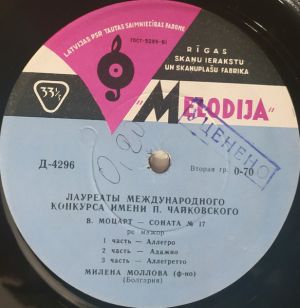 LATVIJAS PSR TAUTAS SAIMNIECĪBAS PADOME
ГОСТ-5289-61
RĪGAS
SKAŅU IERAKSTU
UN SKAŅUPLAŠU FABRIKA
33⅓
"MELODIJA"
УЦЕНЕНО
Д-4296
Вторая гр.
0-70
ЛАУРЕАТЫ МЕЖДУНАРОДНОГО
КОНКУРСА ИМЕНИ П. ЧАЙКОВСКОГО
В. МОЦАРТ — СОНАТА № 17
ре мажор
1 часть — Аллегро
2 часть — Адажио
3 часть — Аллегретто
МИЛЕНА МОЛЛОВА (ф-но)
(Болгария)